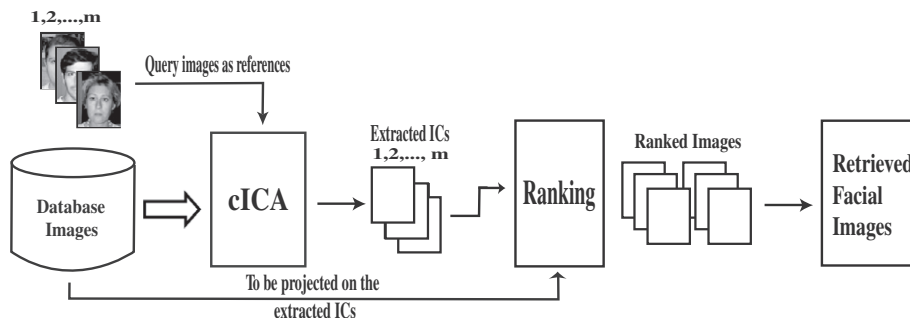 1,2,...,m
Query images as references
Database
Images
cICA
Extracted ICs
1,2,..., m
Ranking
Ranked Images
Retrieved
Facial
Images
To be projected on the
extracted ICs